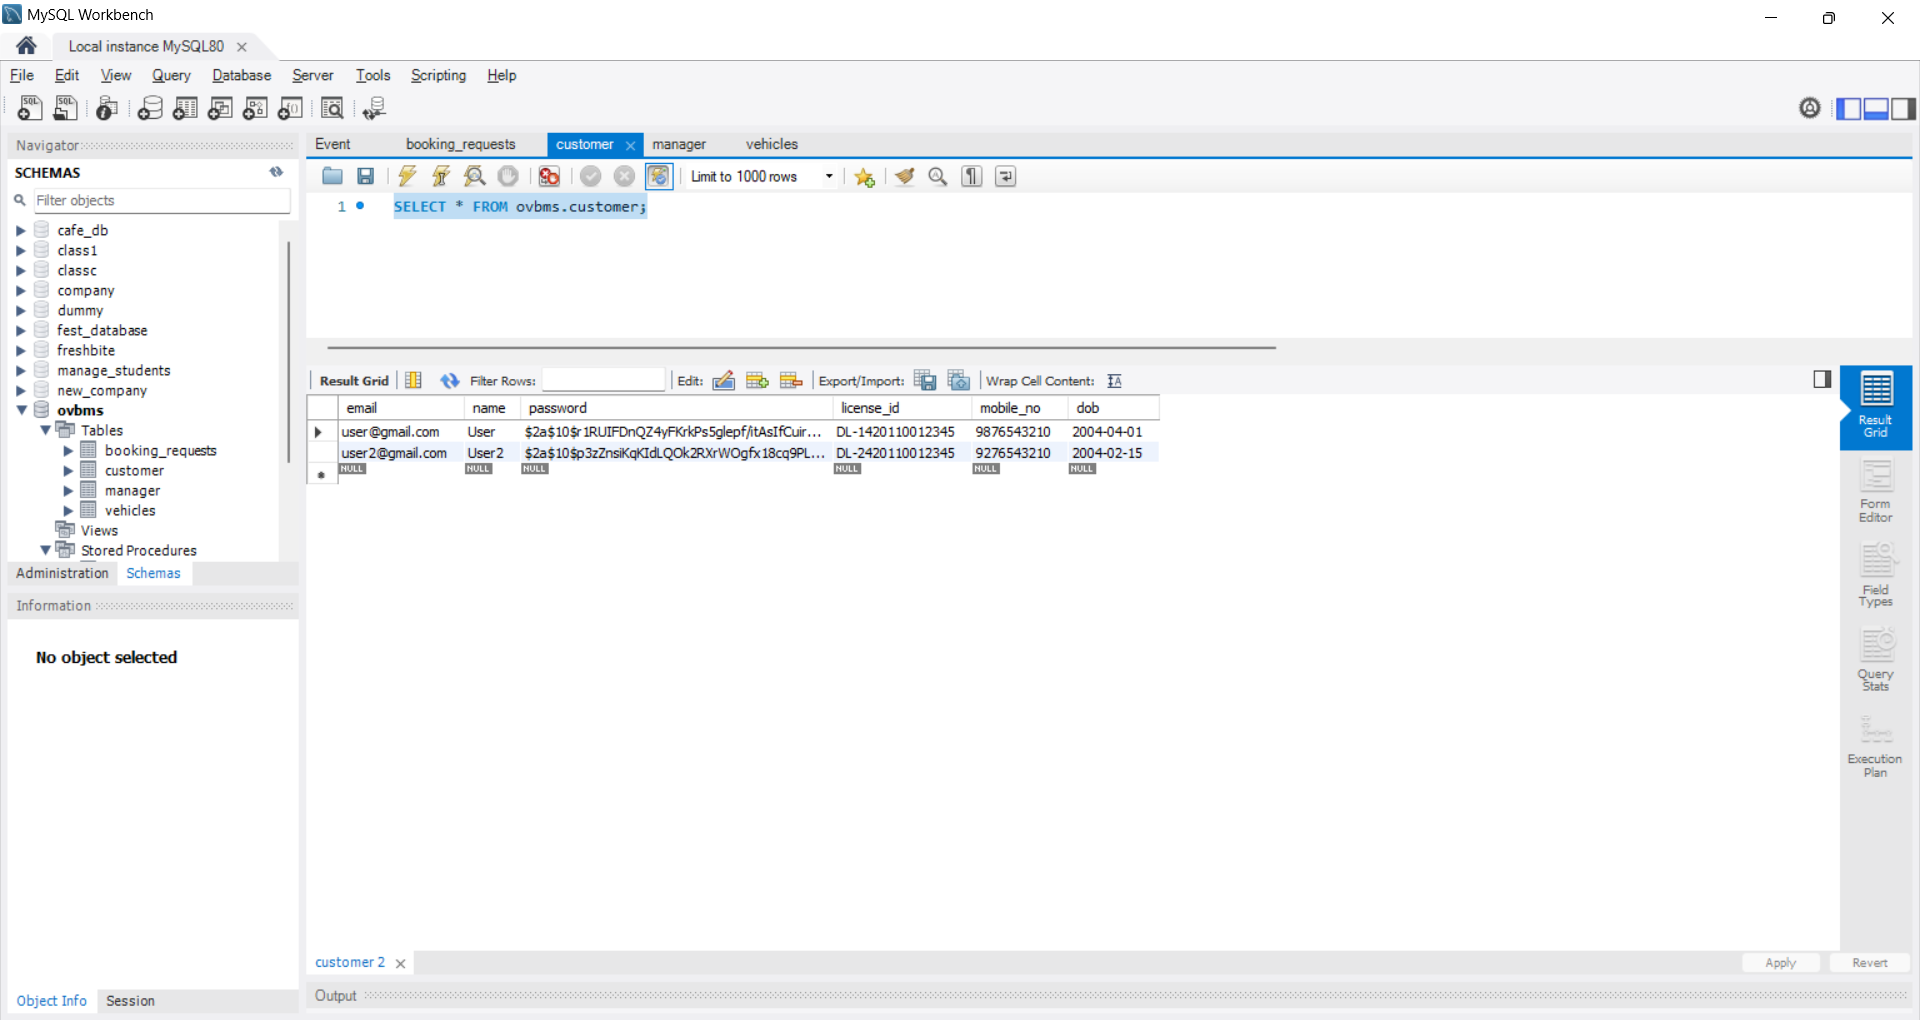 MySQL Workbench
Local instance MySQL80
File Edit View Query Database Server Tools Scripting Help
Navigator
SCHEMAS
Filter objects
cafe_db
class1
classc
company
dummy
fest_database
freshbite
manage_students
new_company
ovbms
Tables
booking_requests
customer
manager
vehicles
Views
Stored Procedures
Administration Schemas
Information
No object selected
Object Info Session
Event booking_requests customer manager vehicles
Limit to 1000 rows
1 SELECT * FROM ovbms.customer;
Result Grid Filter Rows: Edit: Export/Import: Wrap Cell Content:
email name password license_id mobile_no dob
user@gmail.com User $2a$10$r1RUIFDnQZ4yFKrkPs5glepf/itAsIfCuir... DL-1420110012345 9876543210 2004-04-01
user2@gmail.com User2 $2a$10$p3zZnsiKqKIdLQOk2RXrWOgfx18cq9PL... DL-2420110012345 9276543210 2004-02-15
NULL NULL NULL NULL NULL NULL
Result
Grid
Form
Editor
Field
Types
Query
Stats
Execution
Plan
customer 2
Apply Revert
Output